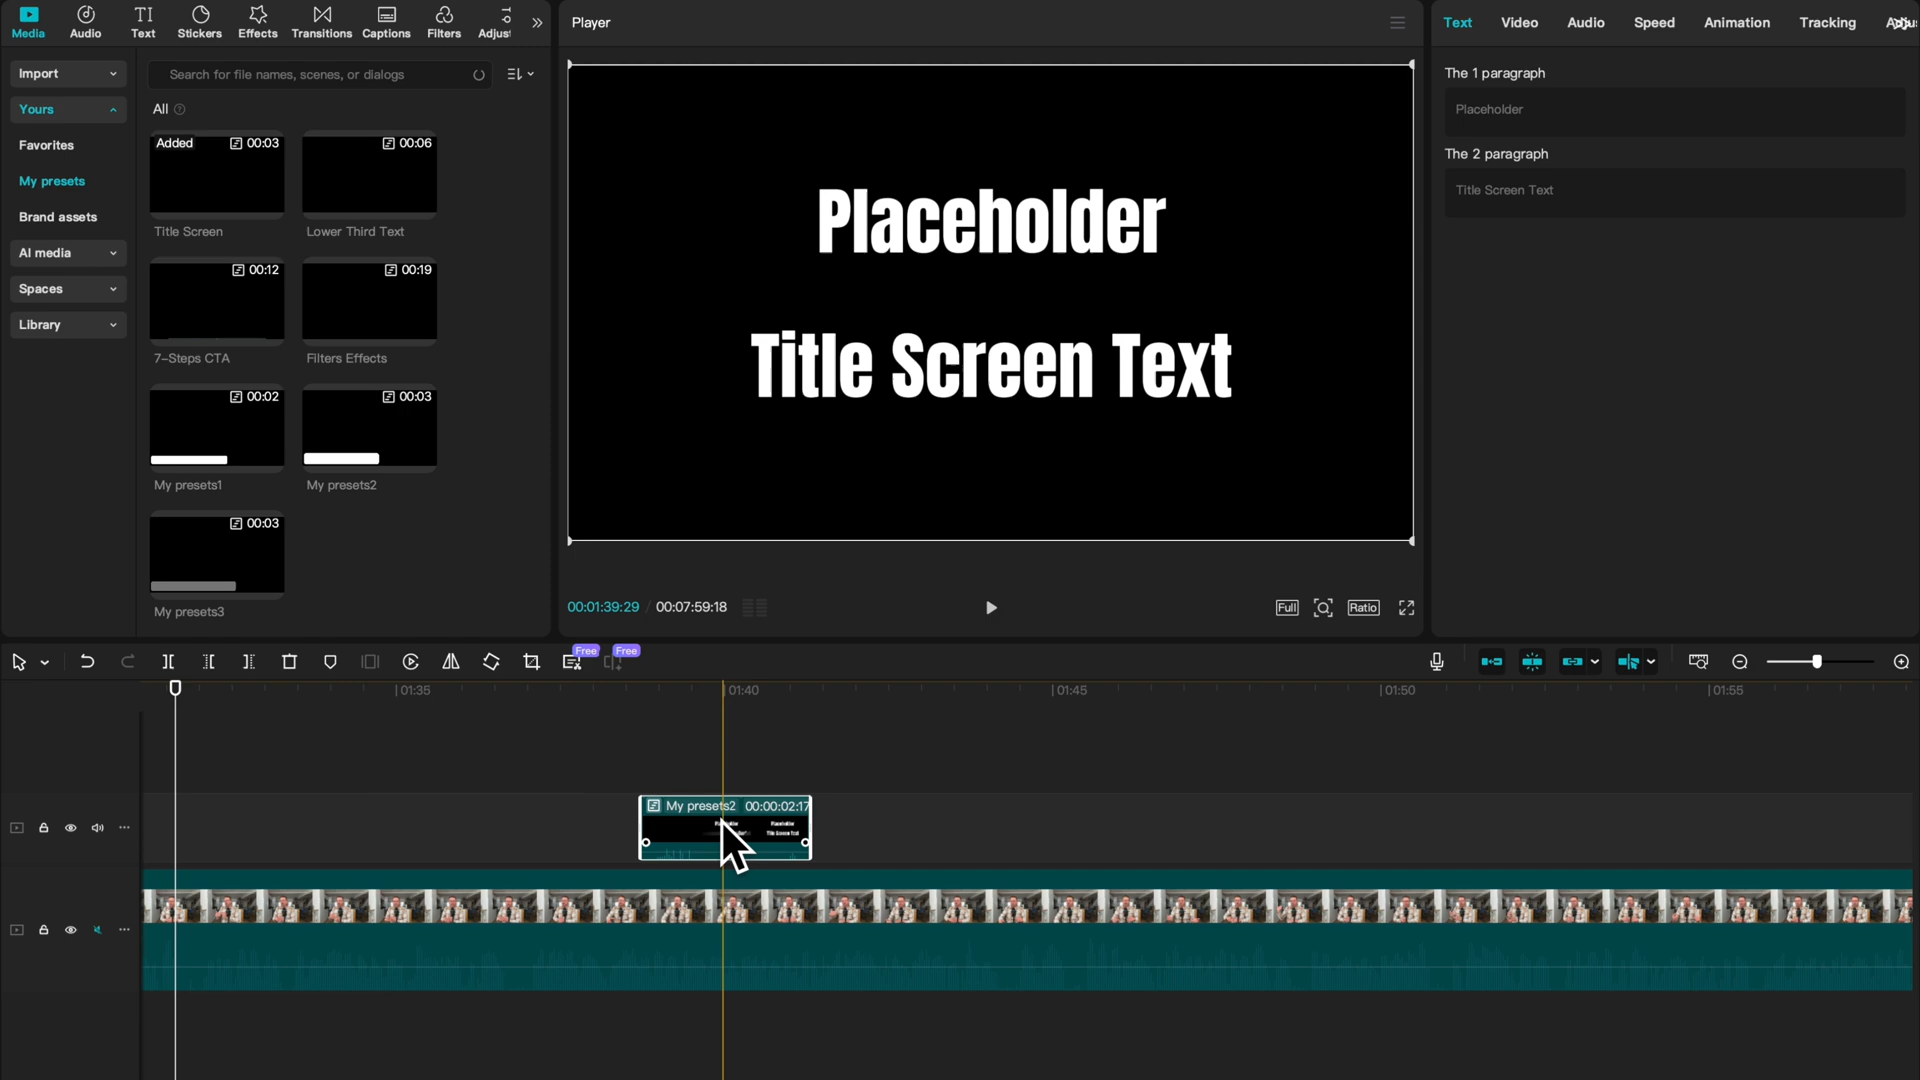 Media
Audio
Text
Stickers
Effects
Transitions
Captions
Filters
Adjust
Player
Text
Video
Audio
Speed
Animation
Tracking
Import
Search for file names, scenes, or dialogs
Yours
All
Favorites
My presets
Brand assets
AI media
Spaces
Library
Added 00:03
Title Screen
00:06
Lower Third Text
00:12
7-Steps CTA
00:19
Filters Effects
00:02
My presets1
00:03
My presets2
00:03
My presets3
Placeholder
Title Screen Text
00:01:39:29 / 00:07:59:18
Full
Ratio
The 1 paragraph
Placeholder
The 2 paragraph
Title Screen Text
Free
Free
01:35
01:40
01:45
01:50
01:55
My presets2 00:00:02:17